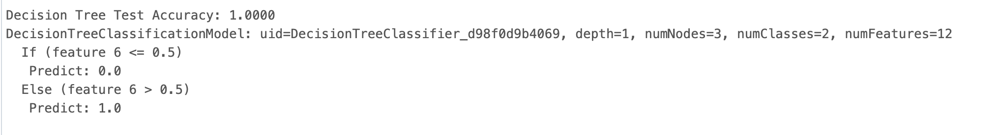 Decision Tree Test Accuracy: 1.0000
DecisionTreeClassificationModel: uid=DecisionTreeClassifier_d98f0d9b4069, depth=1, numNodes=3, numClasses=2, numFeatures=12
  If (feature 6 <= 0.5)
   Predict: 0.0
  Else (feature 6 > 0.5)
   Predict: 1.0